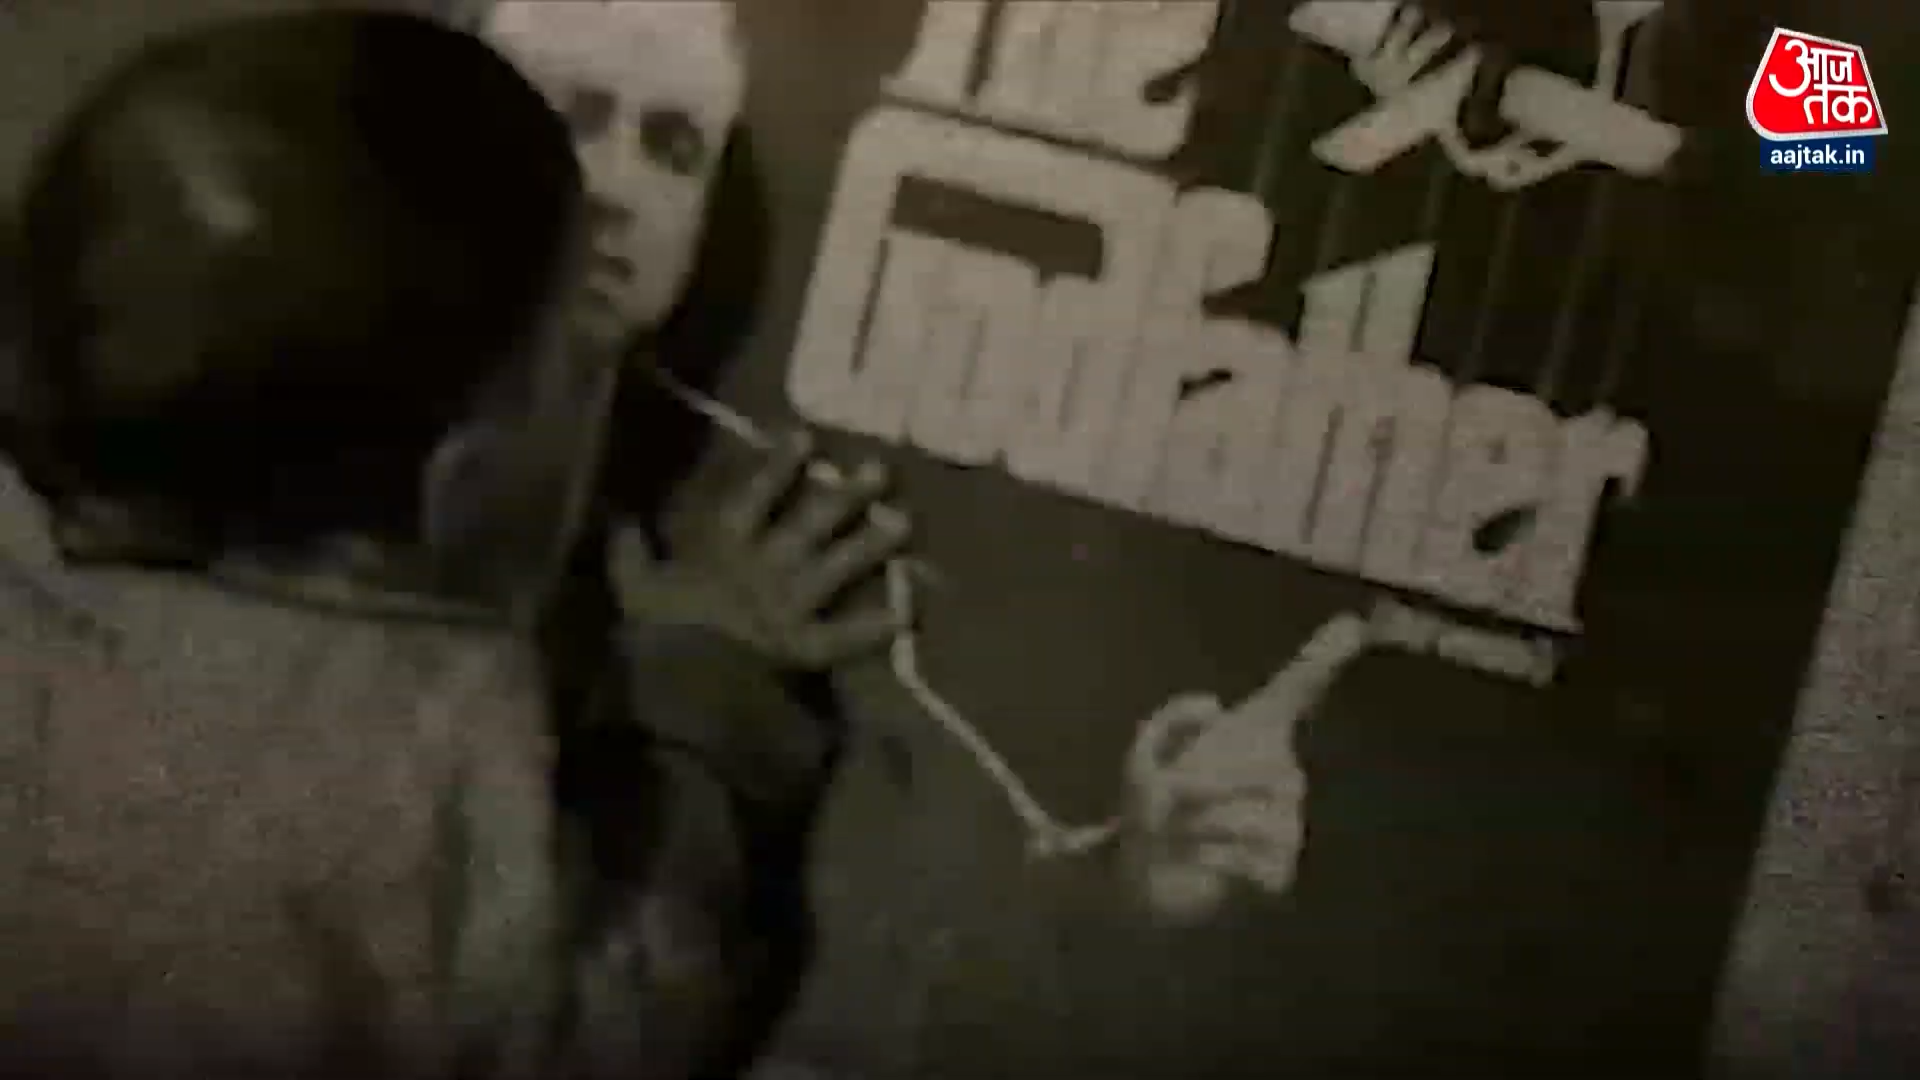 The
Godfather
आज
तक
aajtak.in